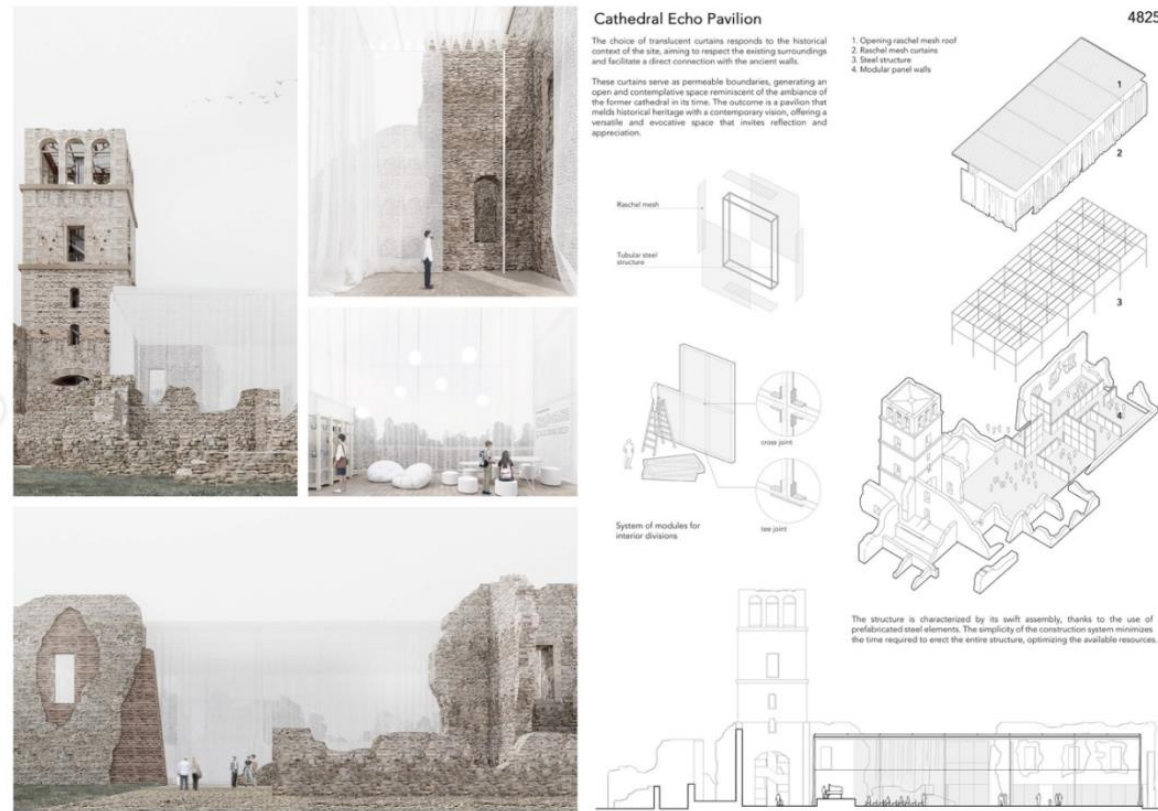 Cathedral Echo Pavilion
4825
The choice of translucent curtains responds to the historical
context of the site, aiming to respect the existing surroundings
and facilitate a direct connection with the ancient walls.
These curtains serve as permeable boundaries, generating an
open and contemplative space reminiscent of the ambiance of
the former cathedral in its time. The outcome is a pavilion that
melds historical heritage with a contemporary vision, offering a
versatile and evocative space that invites reflection and
appreciation.
1. Opening raschel mesh roof
2. Raschel mesh curtains
3. Steel structure
4. Modular panel walls
1
2
3
4
Raschel mesh
Tubular steel
structure
cross joint
tee joint
System of modules for
interior divisions
The structure is characterized by its swift assembly, thanks to the use of
prefabricated steel elements. The simplicity of the construction system minimizes
the time required to erect the entire structure, optimizing the available resources.